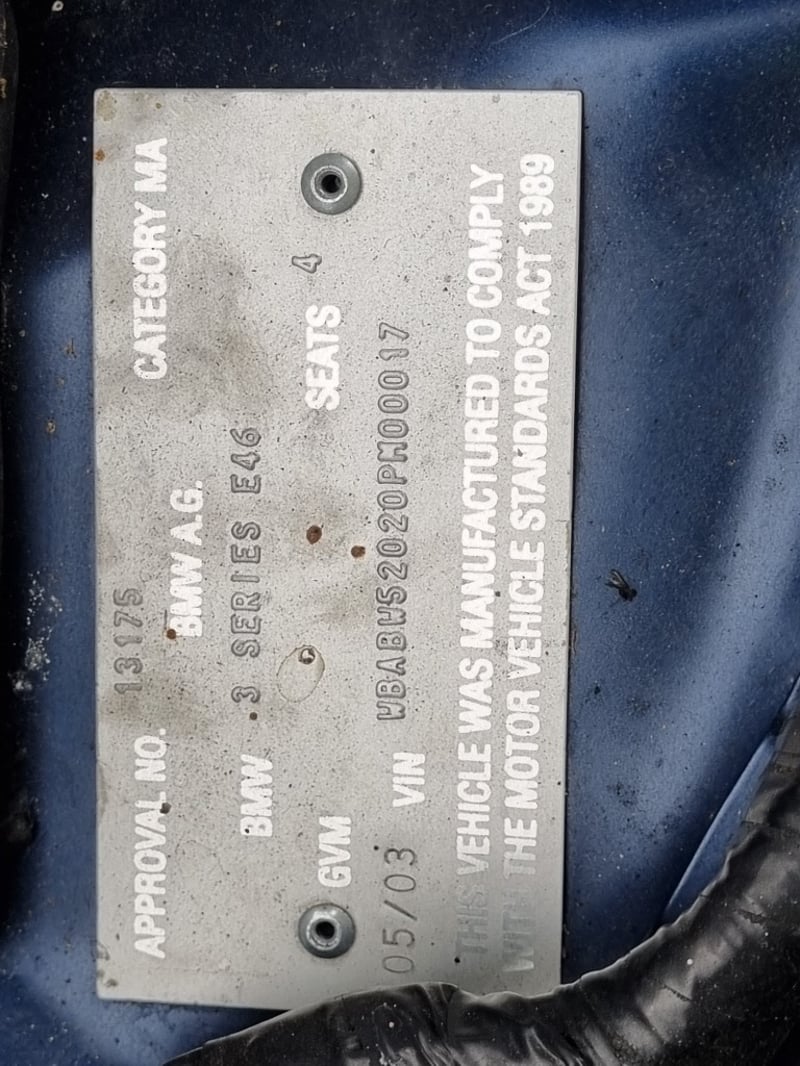 APPROVAL NO. 13175 CATEGORY MA
BMW A.G.
BMW 3 SERIES E46
GVM SEATS 4
05/03 VIN WBABW52020PM00017
THIS VEHICLE WAS MANUFACTURED TO COMPLY
WITH THE MOTOR VEHICLE STANDARDS ACT 1989